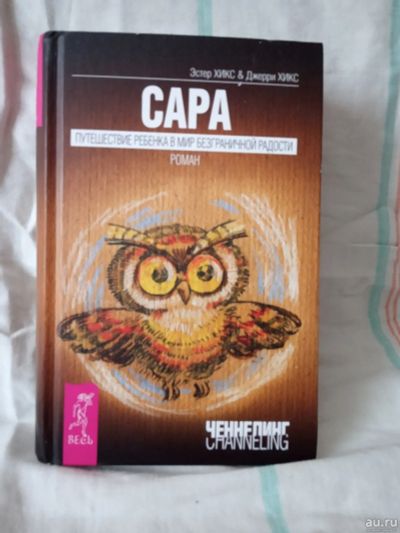 Эстер ХИКС & Джерри ХИКС
САРА
ПУТЕШЕСТВИЕ РЕБЕНКА В МИР БЕЗГРАНИЧНОЙ РАДОСТИ
РОМАН
ВЕСЬ
ЧЕННЕЛИНГ
CHANNELING
au.ru